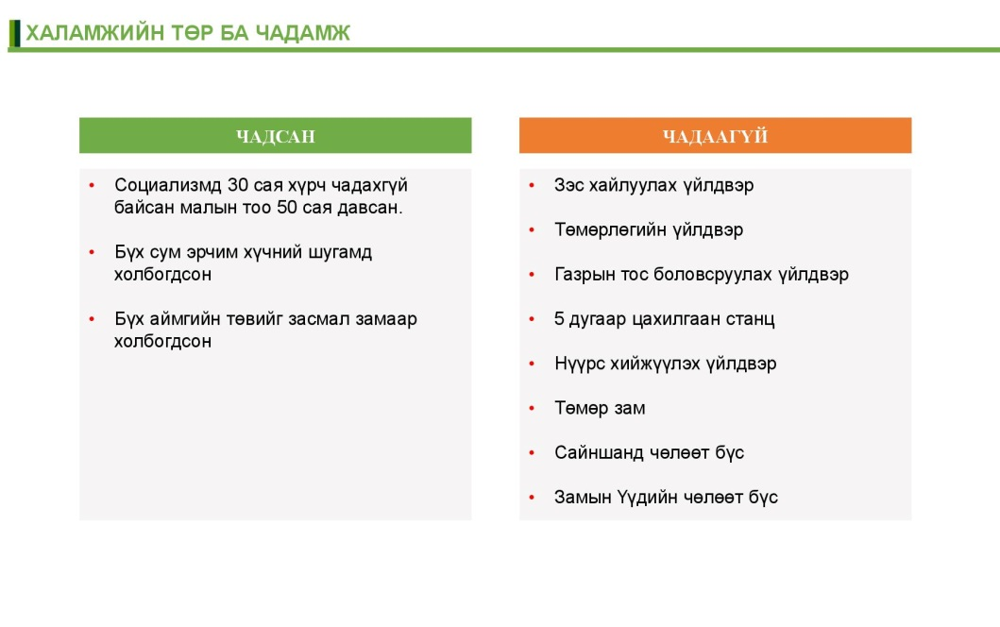 ХАЛАМЖИЙН ТӨР БА ЧАДАМЖ
ЧАДСАН
• Социализмд 30 сая хүрч чадахгүй
байсан малын тоо 50 сая давсан.
• Бүх сум эрчим хүчний шугамд
холбогдсон
• Бүх аймгийн төвийг засмал замаар
холбогдсон
ЧАДААГҮЙ
• Зэс хайлуулах үйлдвэр
• Төмөрлөгийн үйлдвэр
• Газрын тос боловсруулах үйлдвэр
• 5 дугаар цахилгаан станц
• Нүүрс хийжүүлэх үйлдвэр
• Төмөр зам
• Сайншанд чөлөөт бүс
• Замын Үүдийн чөлөөт бүс